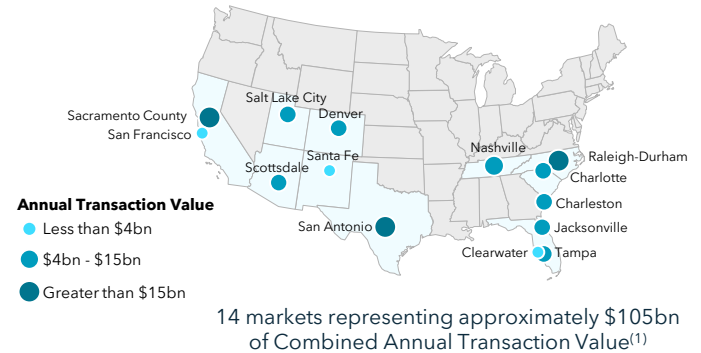 Salt Lake City
Denver
Sacramento County
San Francisco
Nashville
Santa Fe
Raleigh-Durham
Scottsdale
Charlotte
Annual Transaction Value
Charleston
Less than $4bn
San Antonio
Jacksonville
$4bn - $15bn
Clearwater
Tampa
Greater than $15bn
14 markets representing approximately $105bn
of Combined Annual Transaction Value(1)